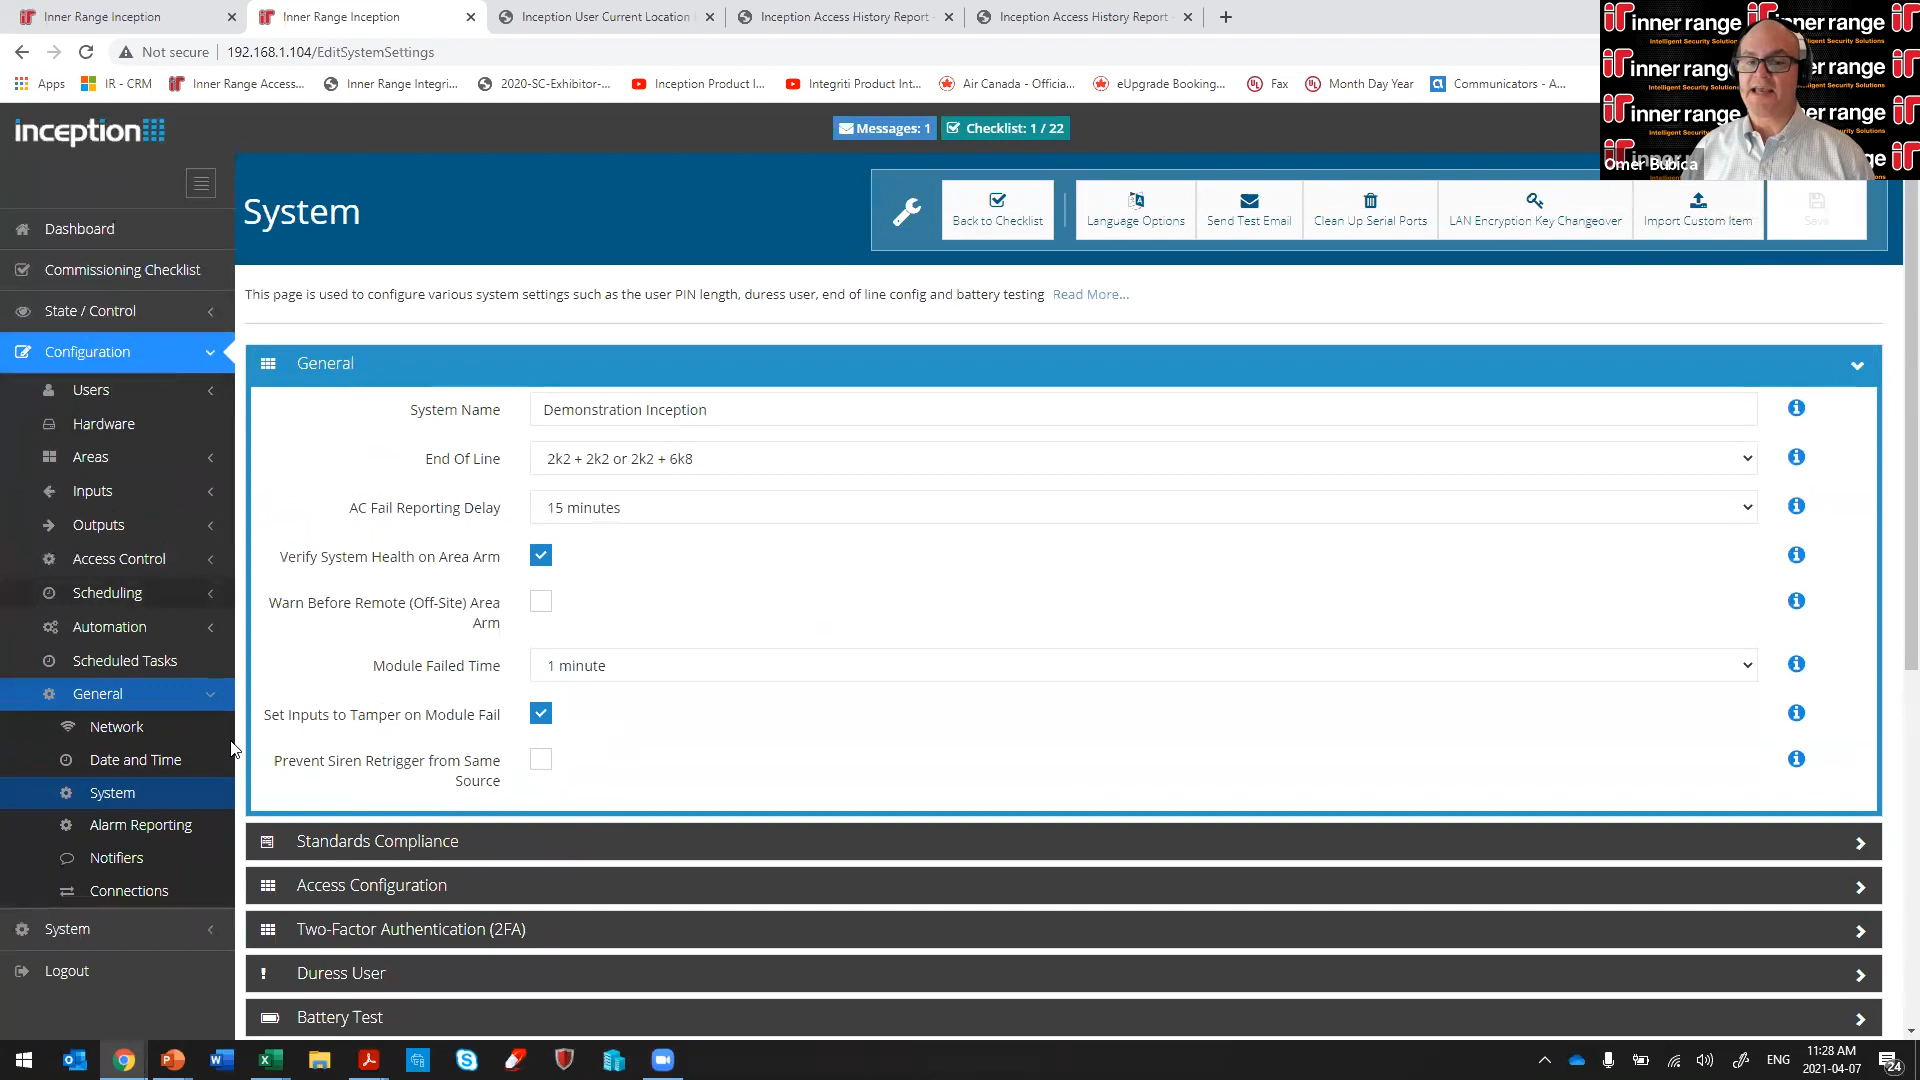 Inner Range Inception
Inner Range Inception
Inception User Current Location
Inception Access History Report -
Inception Access History Report -
Not secure
192.168.1.104/EditSystemSettings
Apps
IR - CRM
Inner Range Access...
Inner Range Integri...
2020-SC-Exhibitor-...
Inception Product I...
Integriti Product Int...
Air Canada - Officia...
eUpgrade Booking...
Fax
Month Day Year
Communicators - A...
inner range
Intelligent Security Solutions
Omer Bubica
inception
Messages: 1
Checklist: 1 / 22
System
Back to Checklist
Language Options
Send Test Email
Clean Up Serial Ports
LAN Encryption Key Changeover
Import Custom Item
Save
Dashboard
Commissioning Checklist
State / Control
Configuration
Users
Hardware
Areas
Inputs
Outputs
Access Control
Scheduling
Automation
Scheduled Tasks
General
Network
Date and Time
System
Alarm Reporting
Notifiers
Connections
System
Logout
This page is used to configure various system settings such as the user PIN length, duress user, end of line config and battery testing Read More...
General
System Name
Demonstration Inception
End Of Line
2k2 + 2k2 or 2k2 + 6k8
AC Fail Reporting Delay
15 minutes
Verify System Health on Area Arm
Warn Before Remote (Off-Site) Area
Arm
Module Failed Time
1 minute
Set Inputs to Tamper on Module Fail
Prevent Siren Retrigger from Same
Source
Standards Compliance
Access Configuration
Two-Factor Authentication (2FA)
Duress User
Battery Test
ENG
11:28 AM
2021-04-07
24